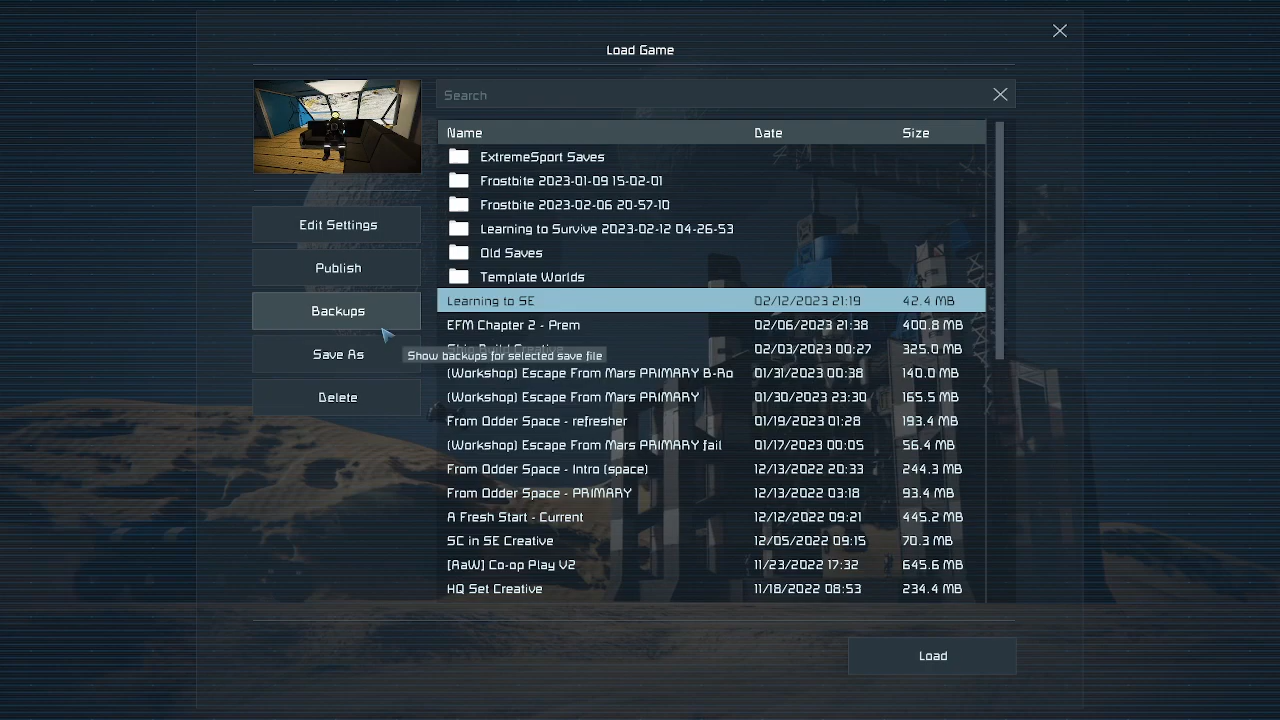 Load Game
Search
Name Date Size
ExtremeSport Saves
Frostbite 2023-01-09 15-02-01
Frostbite 2023-02-06 20-57-10
Learning to Survive 2023-02-12 04-26-53
Old Saves
Template Worlds
Learning to SE 02/12/2023 21:19 42.4 MB
EFM Chapter 2 - Prem 02/06/2023 21:38 400.8 MB
Ship Build Creative 02/03/2023 00:27 325.0 MB
(Workshop) Escape From Mars PRIMARY B-Ro 01/31/2023 00:38 140.0 MB
(Workshop) Escape From Mars PRIMARY 01/30/2023 23:30 165.5 MB
From Odder Space - refresher 01/19/2023 01:28 193.4 MB
(Workshop) Escape From Mars PRIMARY fail 01/17/2023 00:05 56.4 MB
From Odder Space - Intro (space) 12/13/2022 20:33 244.3 MB
From Odder Space - PRIMARY 12/13/2022 03:18 93.4 MB
A Fresh Start - Current 12/12/2022 09:21 445.2 MB
SC in SE Creative 12/05/2022 09:15 70.3 MB
[RaW] Co-op Play V2 11/23/2022 17:32 645.6 MB
HQ Set Creative 11/18/2022 08:53 234.4 MB
Edit Settings
Publish
Backups
Save As
Delete
Show backups for selected save file
Load